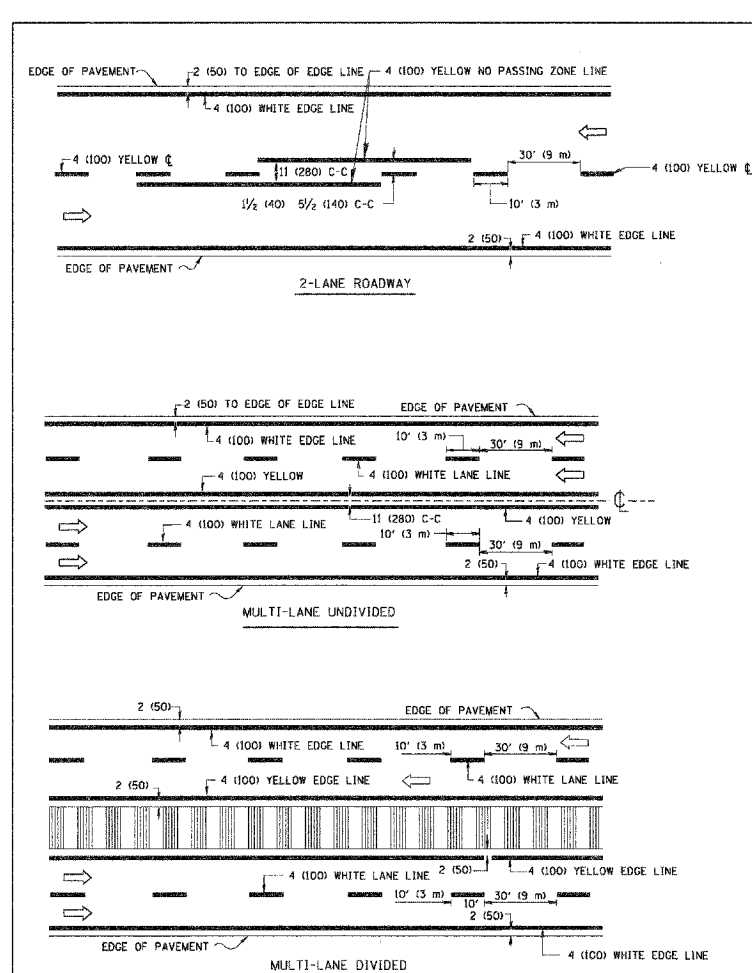 EDGE OF PAVEMENT 2 (50) TO EDGE OF EDGE LINE 4 (100) YELLOW NO PASSING ZONE LINE
4 (100) WHITE EDGE LINE
30' (9 m)
4 (100) YELLOW ℄ 11 (280) C-C 4 (100) YELLOW ℄
1½ (40) 5½ (140) C-C 10' (3 m)
2 (50) 4 (100) WHITE EDGE LINE
EDGE OF PAVEMENT
2-LANE ROADWAY
2 (50) TO EDGE OF EDGE LINE EDGE OF PAVEMENT
4 (100) WHITE EDGE LINE 10' (3 m) 30' (9 m)
4 (100) YELLOW 4 (100) WHITE LANE LINE
℄
4 (100) WHITE LANE LINE 11 (280) C-C 4 (100) YELLOW
10' (3 m)
30' (9 m)
2 (50) 4 (100) WHITE EDGE LINE
EDGE OF PAVEMENT
MULTI-LANE UNDIVIDED
2 (50) EDGE OF PAVEMENT
4 (100) WHITE EDGE LINE 10' (3 m) 30' (9 m)
2 (50) 4 (100) YELLOW EDGE LINE 4 (100) WHITE LANE LINE
4 (100) WHITE LANE LINE 2 (50) 4 (100) YELLOW EDGE LINE
10' (3 m) 30' (9 m)
10'
2 (50)
EDGE OF PAVEMENT 4 (100) WHITE EDGE LINE
MULTI-LANE DIVIDED